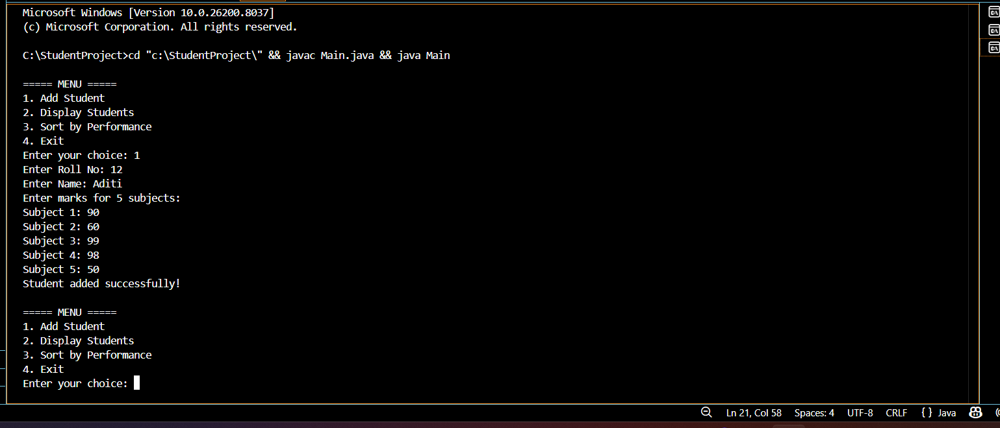 Microsoft Windows [Version 10.0.26200.8037]
(c) Microsoft Corporation. All rights reserved.
C:\StudentProject>cd "c:\StudentProject\" && javac Main.java && java Main
===== MENU =====
1. Add Student
2. Display Students
3. Sort by Performance
4. Exit
Enter your choice: 1
Enter Roll No: 12
Enter Name: Aditi
Enter marks for 5 subjects:
Subject 1: 90
Subject 2: 60
Subject 3: 99
Subject 4: 98
Subject 5: 50
Student added successfully!
===== MENU =====
1. Add Student
2. Display Students
3. Sort by Performance
4. Exit
Enter your choice:
Ln 21, Col 58 Spaces: 4 UTF-8 CRLF { } Java